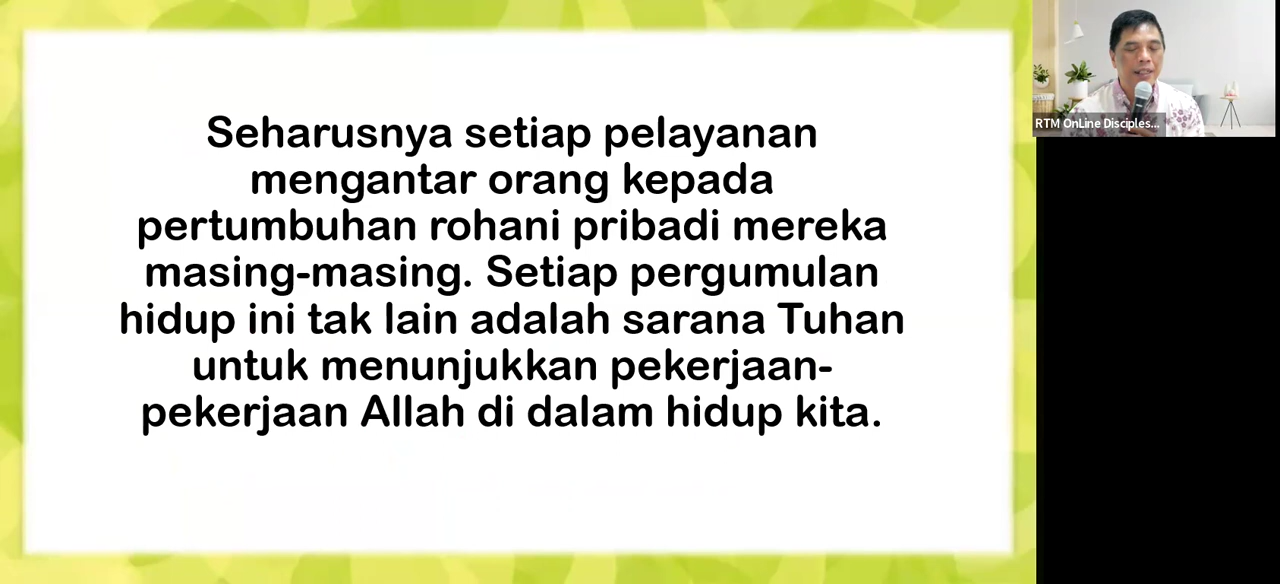 Seharusnya setiap pelayanan
mengantar orang kepada
pertumbuhan rohani pribadi mereka
masing-masing. Setiap pergumulan
hidup ini tak lain adalah sarana Tuhan
untuk menunjukkan pekerjaan-
pekerjaan Allah di dalam hidup kita.
RTM OnLine Disciples...